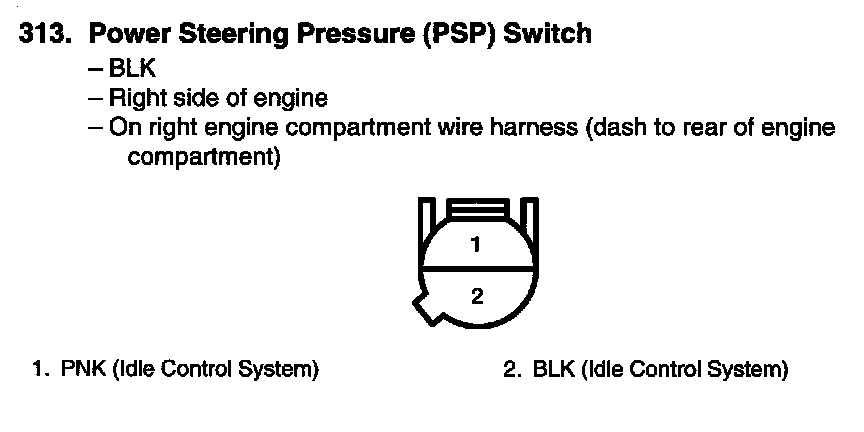 313. Power Steering Pressure (PSP) Switch
– BLK
– Right side of engine
– On right engine compartment wire harness (dash to rear of engine
compartment)
1
2
1. PNK (Idle Control System) 2. BLK (Idle Control System)